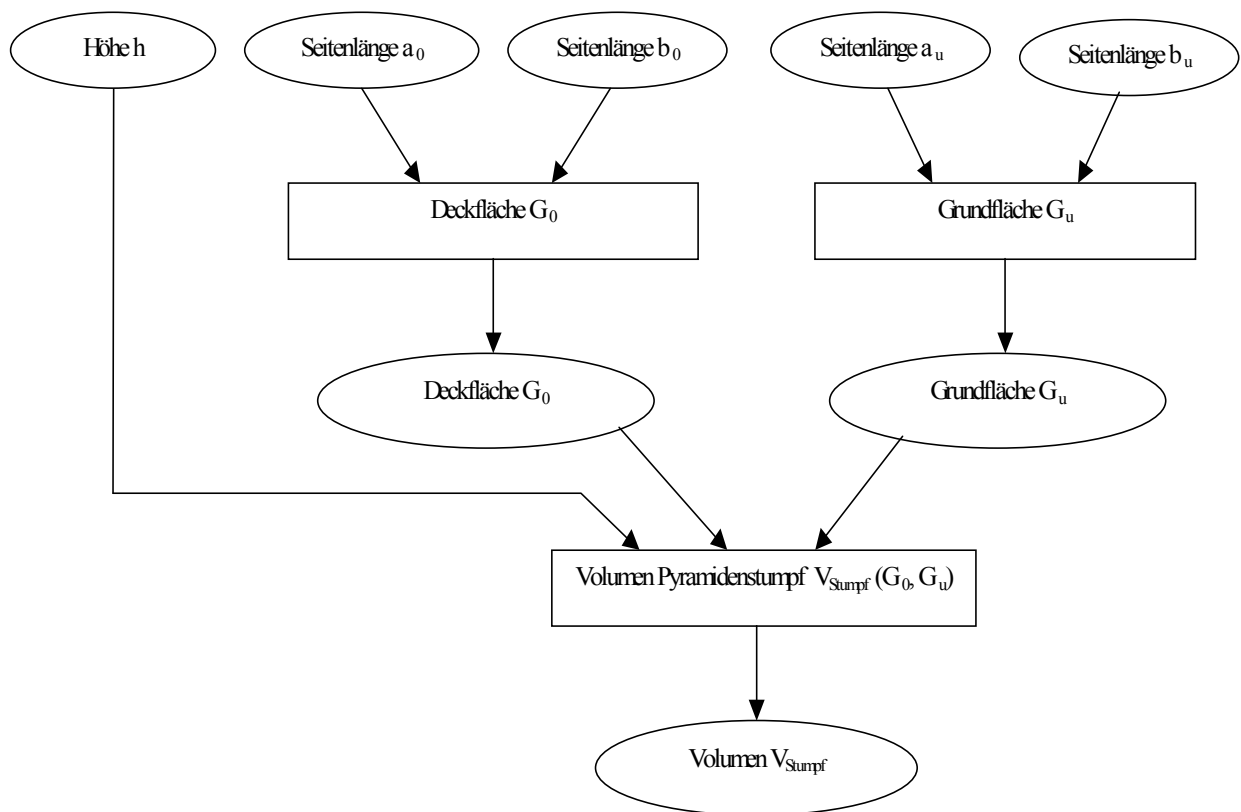 Höhe h
Seitenlänge a₀
Seitenlänge b₀
Seitenlänge aᵤ
Seitenlänge bᵤ
Deckfläche G₀
Grundfläche Gᵤ
Deckfläche G₀
Grundfläche Gᵤ
Volumen Pyramidenstumpf V_Stumpf (G₀, Gᵤ)
Volumen V_Stumpf